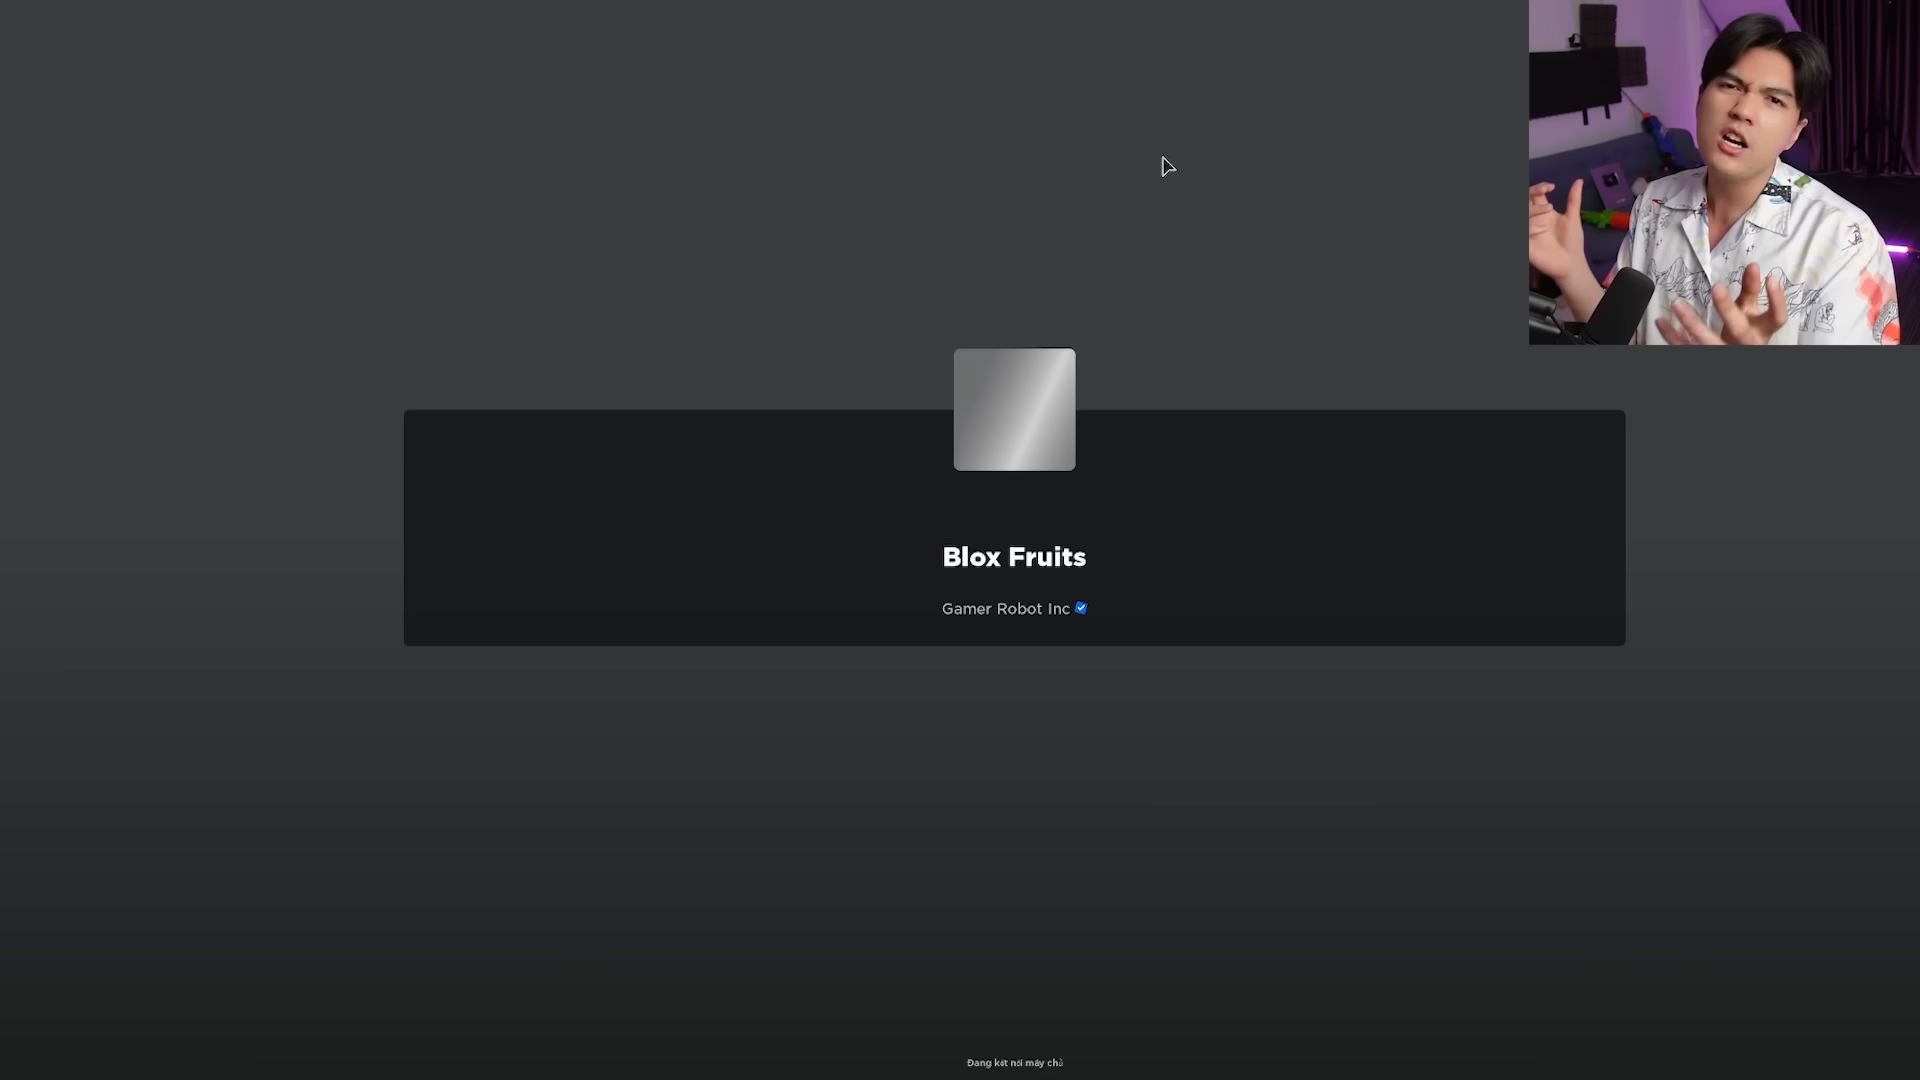 Blox Fruits
Gamer Robot Inc
Đang kết nối máy chủ